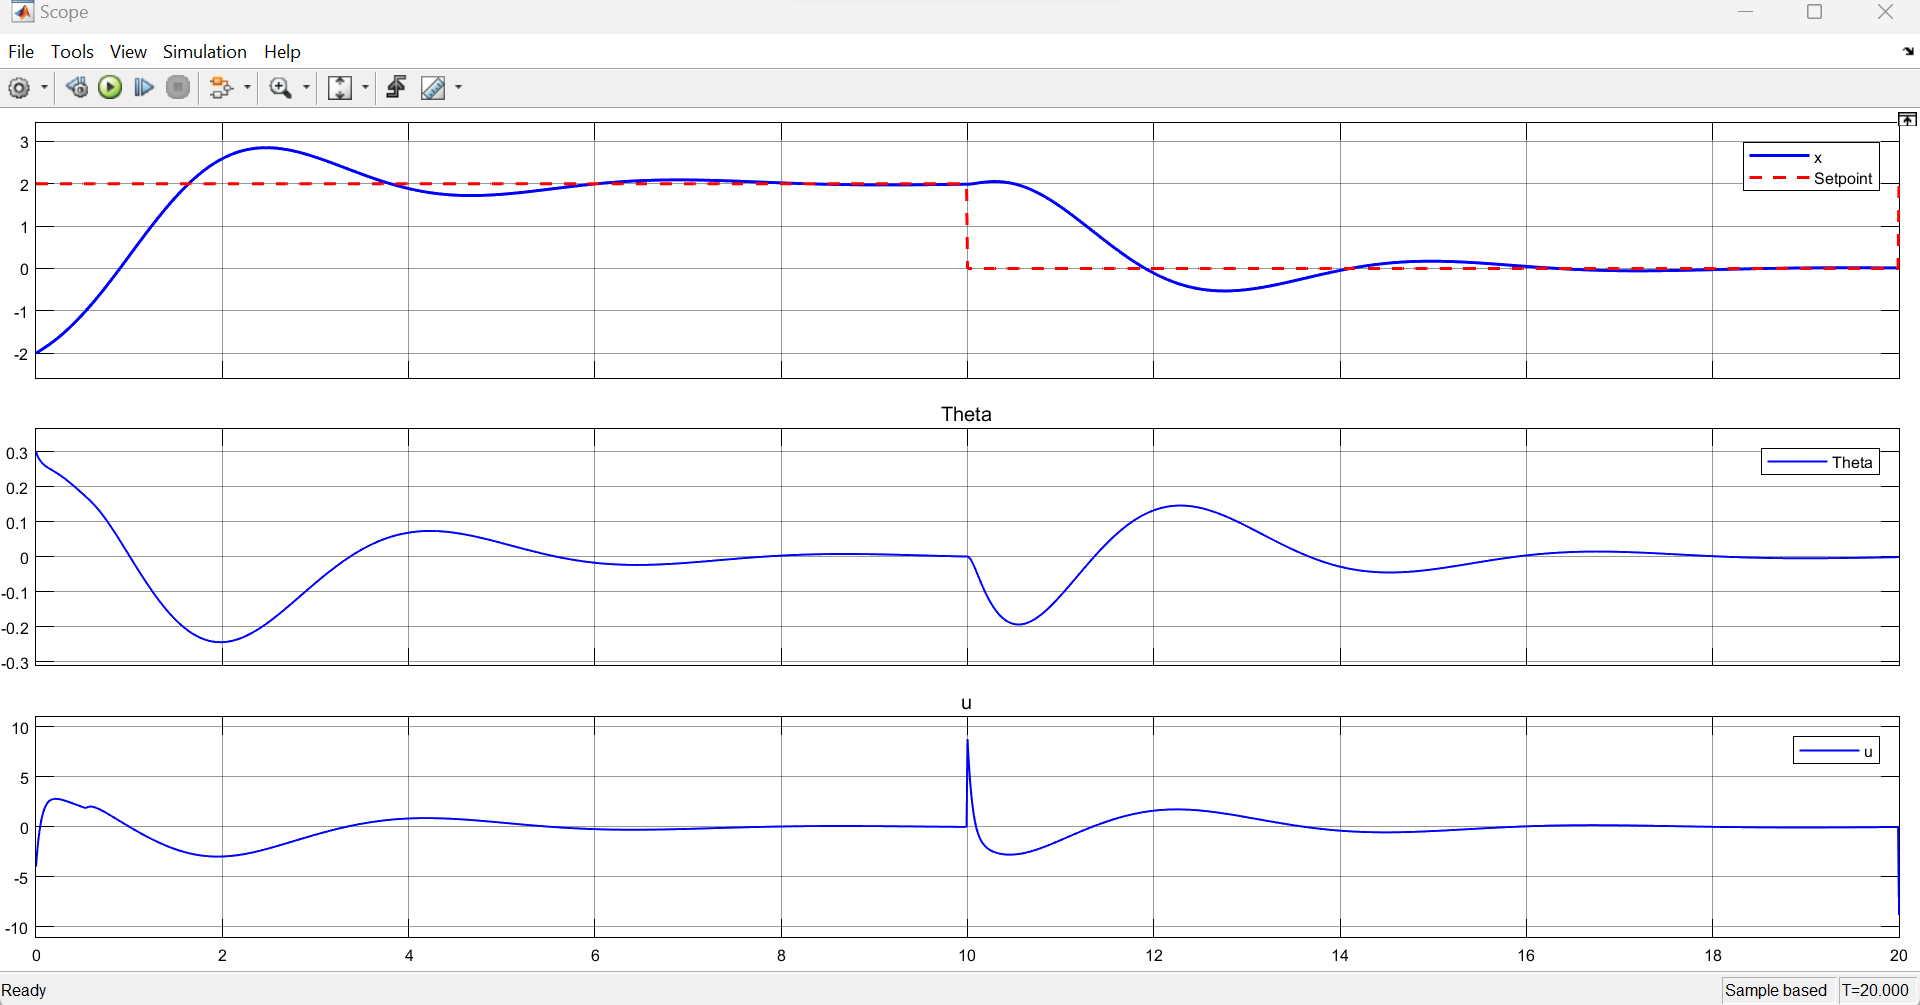 Scope
File Tools View Simulation Help
3
2
1
0
-1
-2
x
Setpoint
Theta
0.3
0.2
0.1
0
-0.1
-0.2
-0.3
Theta
u
10
5
0
-5
-10
u
0 2 4 6 8 10 12 14 16 18 20
Ready Sample based T=20.000